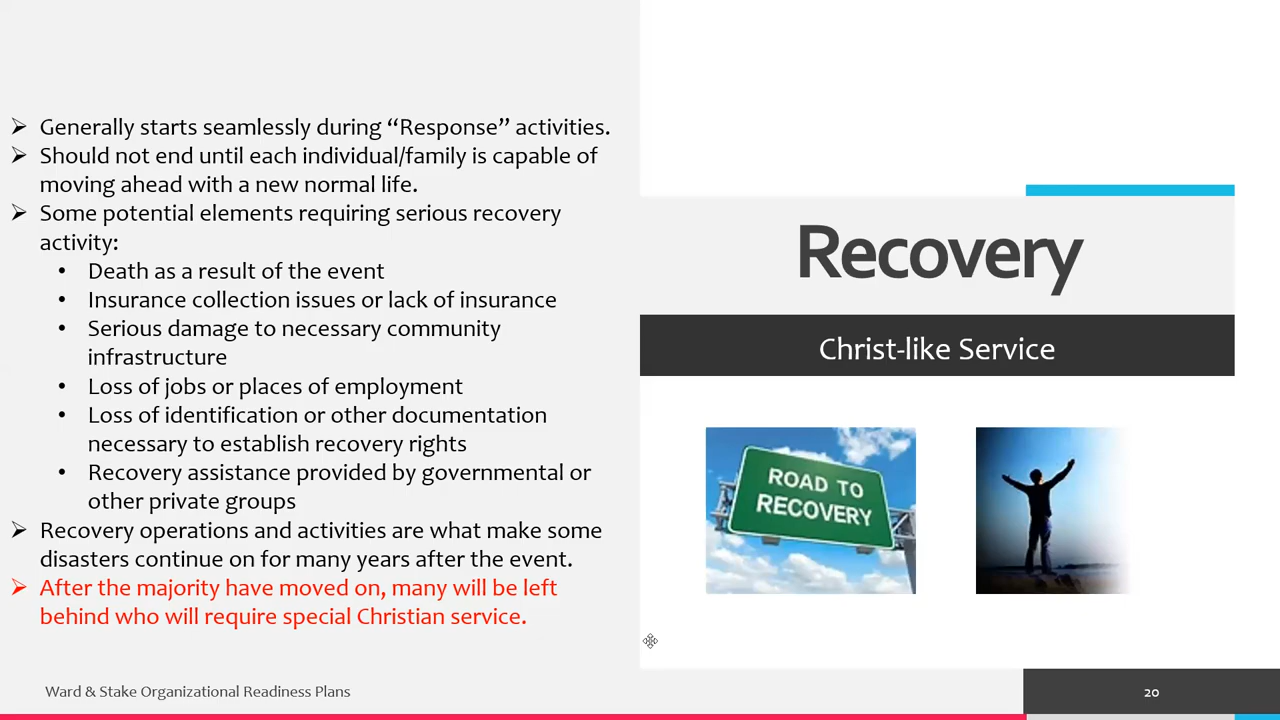 ➢ Generally starts seamlessly during “Response” activities.
➢ Should not end until each individual/family is capable of
moving ahead with a new normal life.
➢ Some potential elements requiring serious recovery
activity:
• Death as a result of the event
• Insurance collection issues or lack of insurance
• Serious damage to necessary community
infrastructure
• Loss of jobs or places of employment
• Loss of identification or other documentation
necessary to establish recovery rights
• Recovery assistance provided by governmental or
other private groups
➢ Recovery operations and activities are what make some
disasters continue on for many years after the event.
➢ After the majority have moved on, many will be left
behind who will require special Christian service.
Recovery
Christ-like Service
ROAD TO
RECOVERY
Ward & Stake Organizational Readiness Plans
20